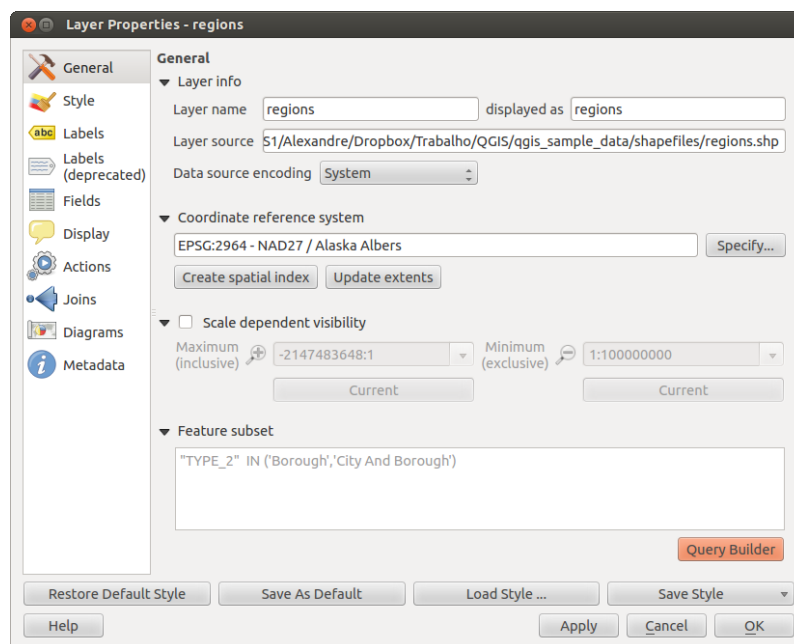 Layer Properties - regions
General
Style
abc Labels
Labels
(deprecated)
Fields
Display
Actions
Joins
Diagrams
i Metadata
General
Layer info
Layer name regions displayed as regions
Layer source S1/Alexandre/Dropbox/Trabalho/QGIS/qgis_sample_data/shapefiles/regions.shp
Data source encoding System
Coordinate reference system
EPSG:2964 - NAD27 / Alaska Albers Specify...
Create spatial index Update extents
Scale dependent visibility
Maximum
(inclusive) -2147483648:1 Minimum
(exclusive) 1:100000000
Current Current
Feature subset
"TYPE_2" IN ('Borough','City And Borough')
Query Builder
Restore Default Style Save As Default Load Style ... Save Style
Help Apply Cancel OK